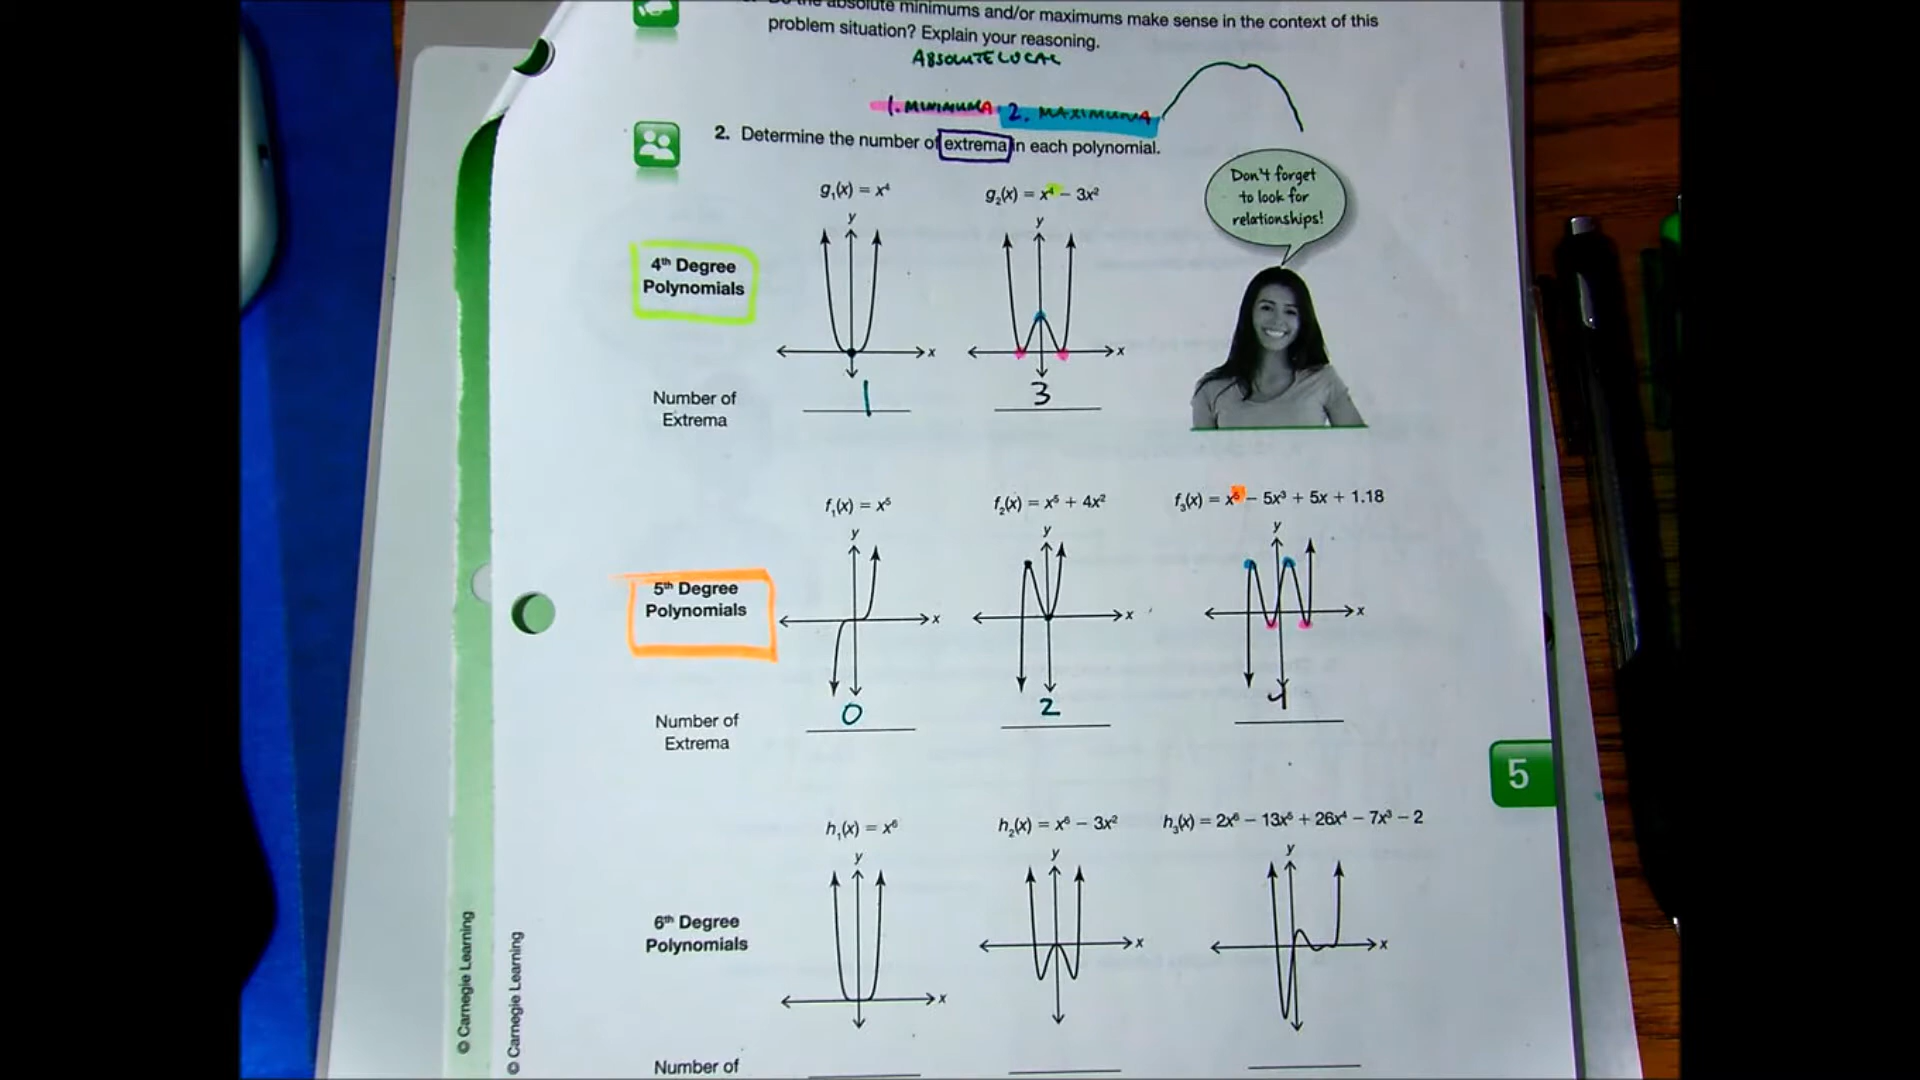 absolute minimums and/or maximums make sense in the context of this
problem situation? Explain your reasoning.
ABSOLUTE LOCAL
1. MINIMUMA 2. MAXIMUMA
2. Determine the number of extrema in each polynomial.
Don't forget
to look for
relationships!
g₁(x) = x⁴
g₂(x) = x⁴ − 3x²
y
y
4th Degree
Polynomials
x
x
Number of
Extrema
1
3
f₁(x) = x⁵
f₂(x) = x⁵ + 4x²
f₃(x) = x⁵ − 5x³ + 5x + 1.18
y
y
y
5th Degree
Polynomials
x
x
x
Number of
Extrema
0
2
4
5
h₁(x) = x⁶
h₂(x) = x⁶ − 3x²
h₃(x) = 2x⁶ − 13x⁵ + 26x⁴ − 7x³ − 2
y
y
y
6th Degree
Polynomials
x
x
x
Number of
© Carnegie Learning
© Carnegie Learning